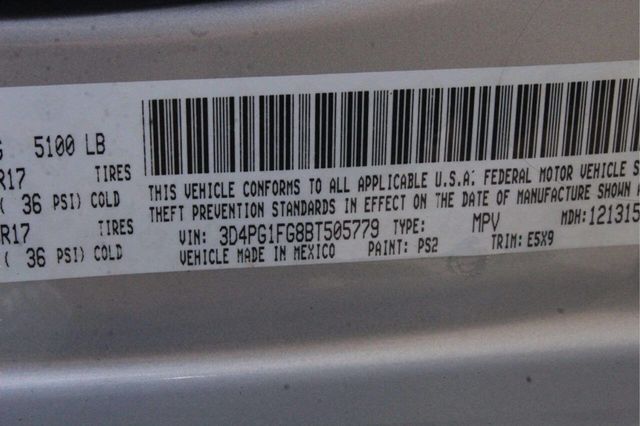 G 5100 LB
R17 TIRES
( 36 PSI) COLD
R17 TIRES
( 36 PSI) COLD
THIS VEHICLE CONFORMS TO ALL APPLICABLE U.S.A. FEDERAL MOTOR VEHICLE S
THEFT PREVENTION STANDARDS IN EFFECT ON THE DATE OF MANUFACTURE SHOWN
VIN: 3D4PG1FG8BT505779 TYPE: MPV MDH:121315
VEHICLE MADE IN MEXICO PAINT: PS2 TRIM: E5X9